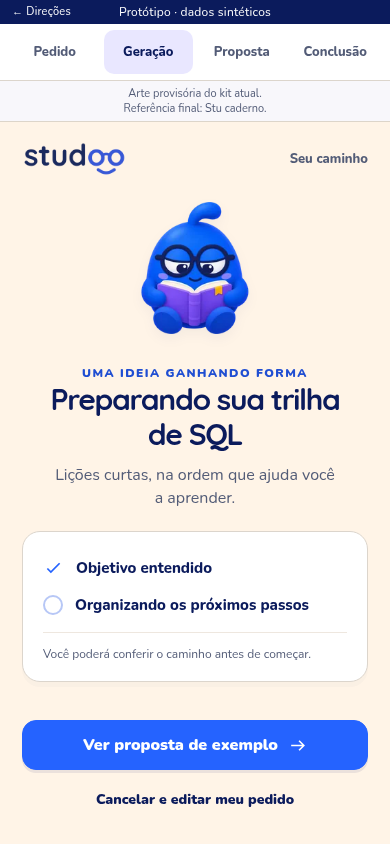 ← Direções
Protótipo · dados sintéticos
Pedido
Geração
Proposta
Conclusão
Arte provisória do kit atual.
Referência final: Stu caderno.
studoo
Seu caminho
UMA IDEIA GANHANDO FORMA
Preparando sua trilha
de SQL
Lições curtas, na ordem que ajuda você
a aprender.
Objetivo entendido
Organizando os próximos passos
Você poderá conferir o caminho antes de começar.
Ver proposta de exemplo →
Cancelar e editar meu pedido